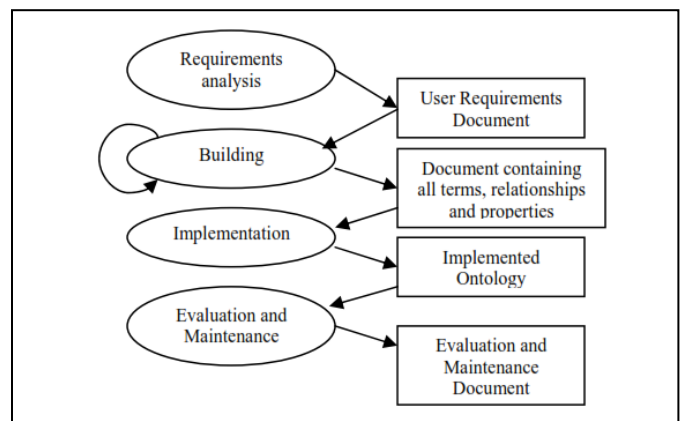 Requirements
analysis
User Requirements
Document
Building
Document containing
all terms, relationships
and properties
Implementation
Implemented
Ontology
Evaluation and
Maintenance
Evaluation and
Maintenance
Document